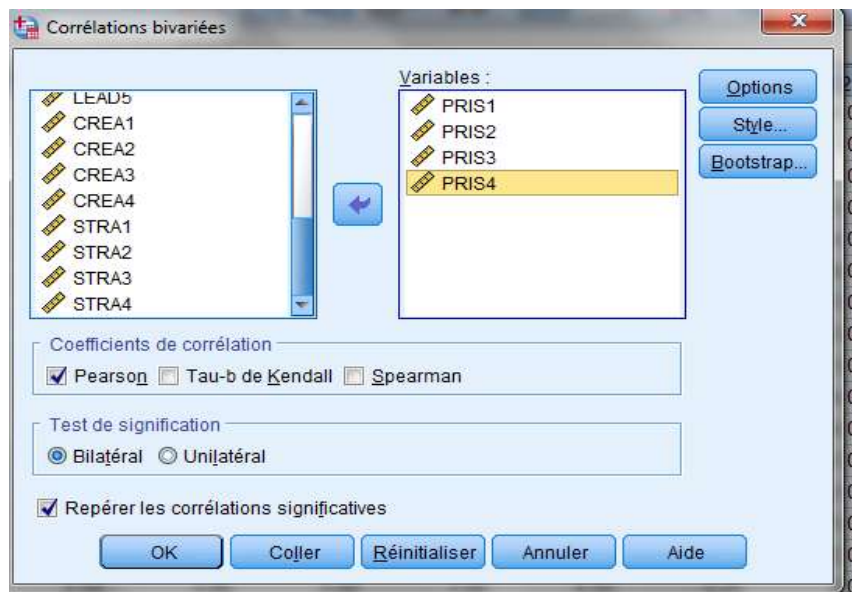 Corrélations bivariées
Variables :
LEAD5
CREA1
CREA2
CREA3
CREA4
STRA1
STRA2
STRA3
STRA4
PRIS1
PRIS2
PRIS3
PRIS4
Options
Style...
Bootstrap...
Coefficients de corrélation
Pearson Tau-b de Kendall Spearman
Test de signification
Bilatéral Unilatéral
Repérer les corrélations significatives
OK Coller Réinitialiser Annuler Aide